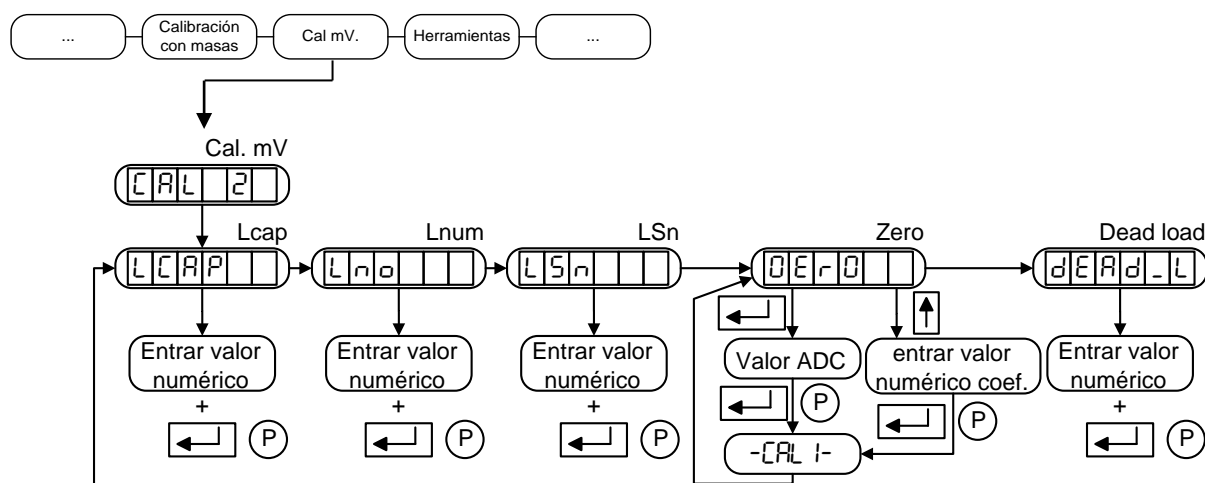 ...
Calibración
con masas
Cal mV.
Herramientas
...
Cal. mV
CAL 2
Lcap
Lnum
LSn
Zero
Dead load
LCAP
Lno
LSn
0Er0
dEAd_L
Entrar valor
numérico
+
P
Entrar valor
numérico
+
P
Entrar valor
numérico
+
P
Valor ADC
P
entrar valor
numérico coef.
P
-CAL 1-
Entrar valor
numérico
+
P